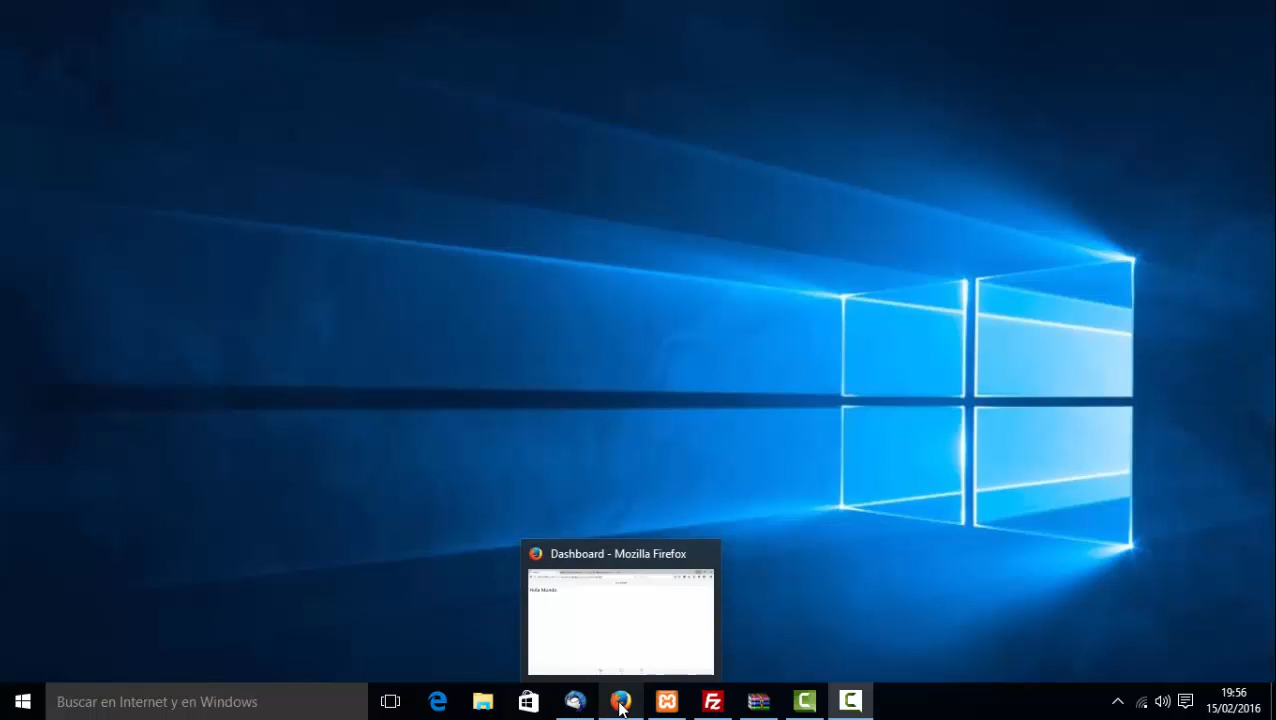 Dashboard - Mozilla Firefox
Hola Mundo
Buscar en Internet y en Windows
19:56
15/02/2016